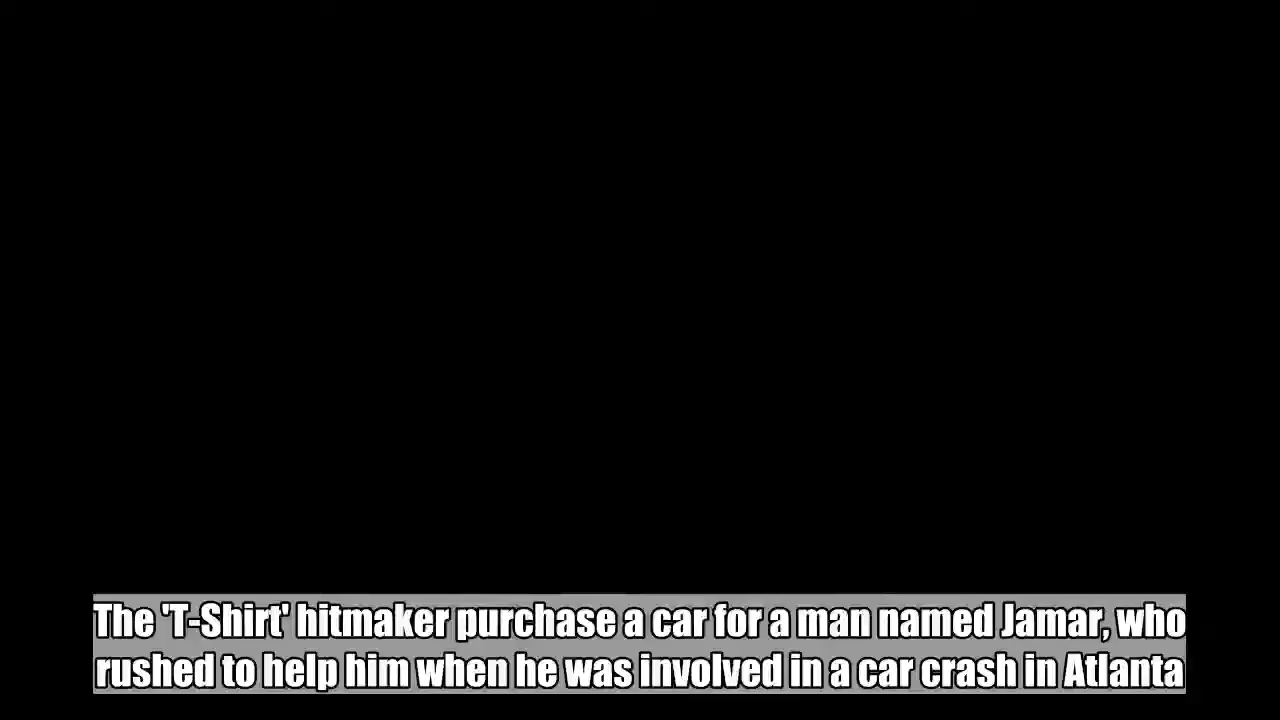 The 'T-Shirt' hitmaker purchase a car for a man named Jamar, who
rushed to help him when he was involved in a car crash in Atlanta